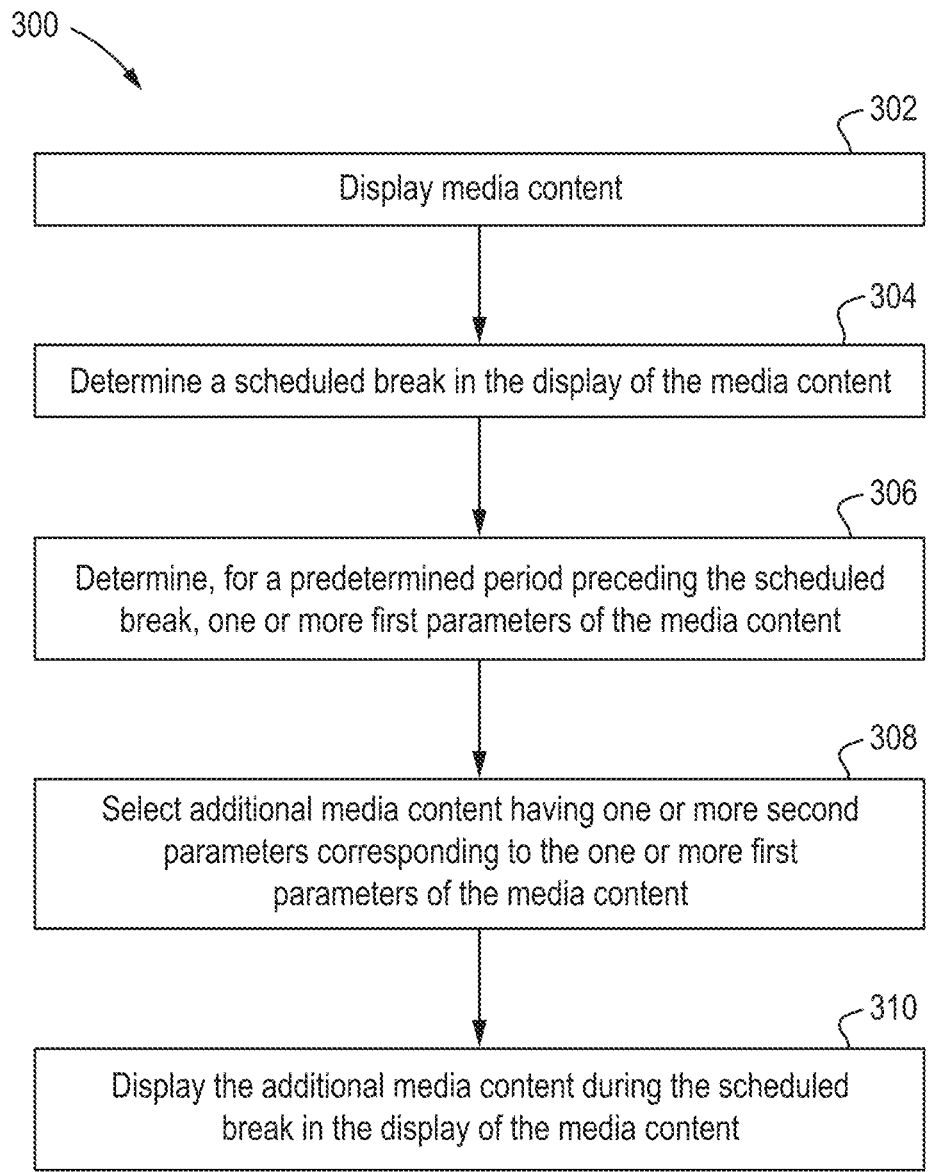 300
302
Display media content
304
Determine a scheduled break in the display of the media content
306
Determine, for a predetermined period preceding the scheduled
break, one or more first parameters of the media content
308
Select additional media content having one or more second
parameters corresponding to the one or more first
parameters of the media content
310
Display the additional media content during the scheduled
break in the display of the media content